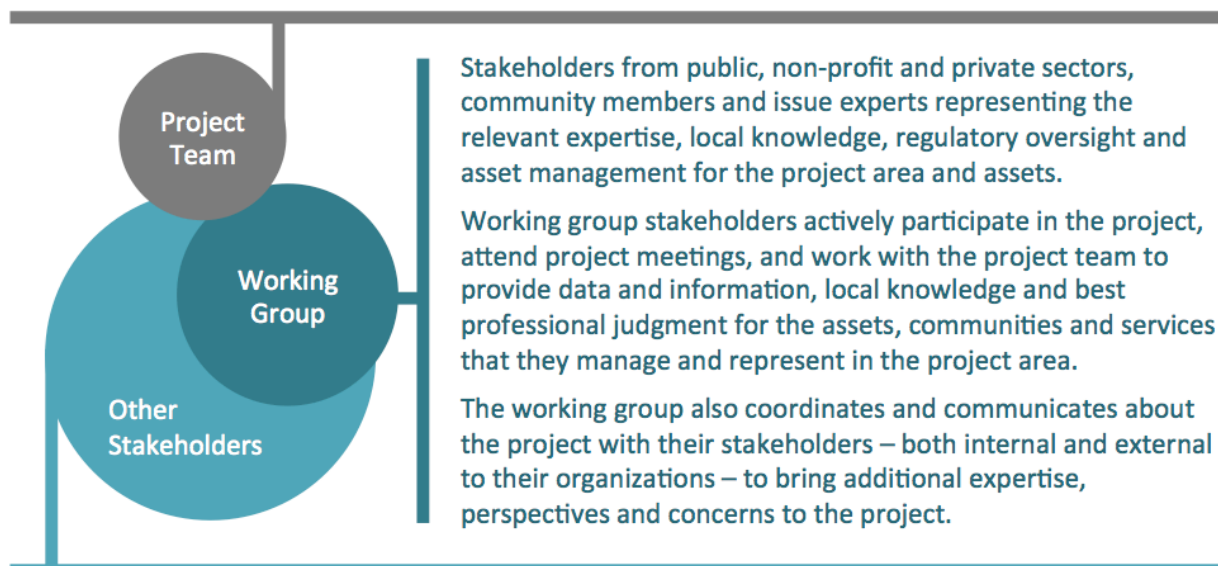 Project
Team
Working
Group
Other
Stakeholders
Stakeholders from public, non-profit and private sectors,
community members and issue experts representing the
relevant expertise, local knowledge, regulatory oversight and
asset management for the project area and assets.
Working group stakeholders actively participate in the project,
attend project meetings, and work with the project team to
provide data and information, local knowledge and best
professional judgment for the assets, communities and services
that they manage and represent in the project area.
The working group also coordinates and communicates about
the project with their stakeholders – both internal and external
to their organizations – to bring additional expertise,
perspectives and concerns to the project.